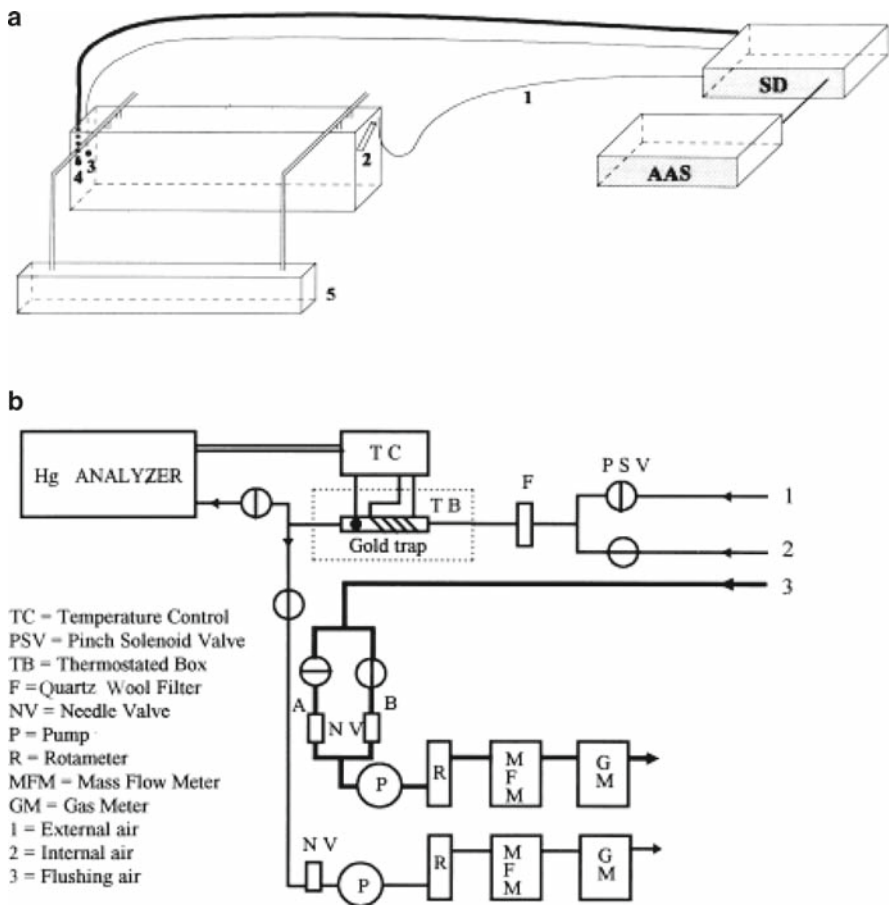 a
SD
1
2
3
4
AAS
5
b
T C
Hg ANALYZER
P S V
F
1
T B
Gold trap
2
3
TC = Temperature Control
PSV = Pinch Solenoid Valve
TB = Thermostated Box
F = Quartz Wool Filter
NV = Needle Valve
P = Pump
R = Rotameter
MFM = Mass Flow Meter
GM = Gas Meter
1 = External air
2 = Internal air
3 = Flushing air
A
B
N V
P
R
M
F
M
G
M
N V
P
R
M
F
M
G
M